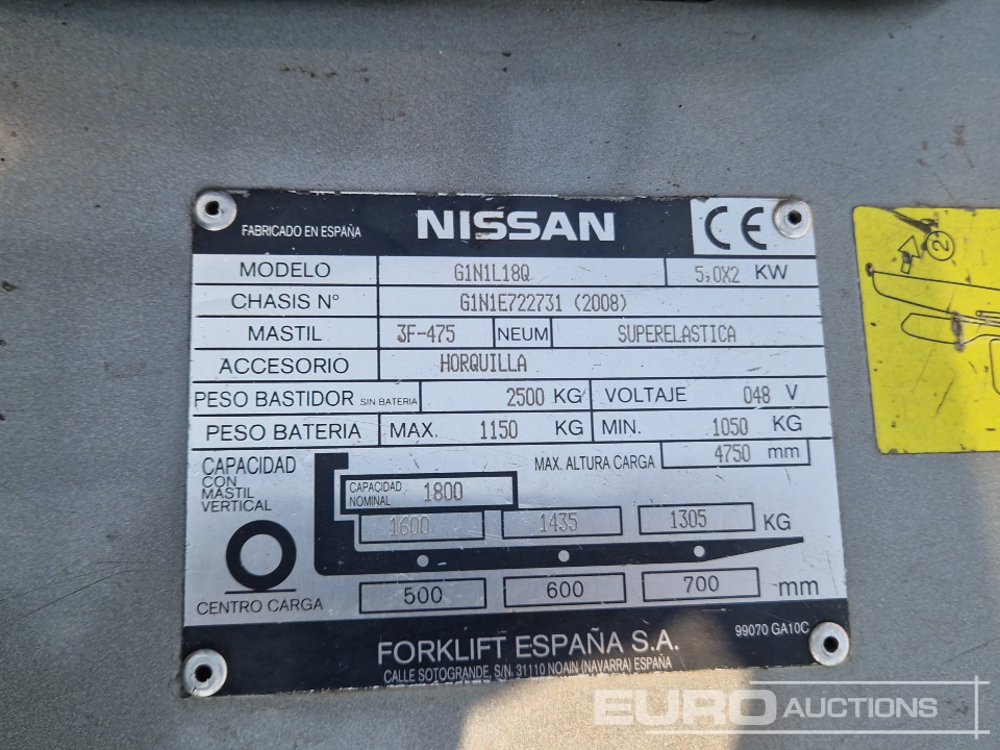 FABRICADO EN ESPAÑA NISSAN CE
MODELO G1N1L18Q 5,0X2 KW
CHASIS Nº G1N1E722731 (2008)
MASTIL 3F-475 NEUM SUPERELASTICA
ACCESORIO HORQUILLA
PESO BASTIDOR SIN BATERIA 2500 KG VOLTAJE 048 V
PESO BATERIA MAX. 1150 KG MIN. 1050 KG
MAX. ALTURA CARGA 4750 mm
CAPACIDAD
CON
MASTIL
VERTICAL
CAPACIDAD
NOMINAL 1800
1600 1435 1305 KG
CENTRO CARGA 500 600 700 mm
FORKLIFT ESPAÑA S.A. 99070 GA10C
CALLE SOTOGRANDE, S/N. 31110 NOAIN (NAVARRA) ESPAÑA
2
EURO AUCTIONS